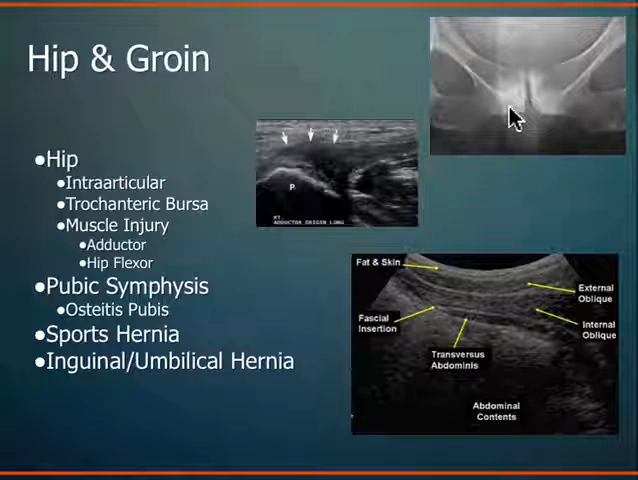 Hip & Groin
●Hip
●Intraarticular
●Trochanteric Bursa
●Muscle Injury
●Adductor
●Hip Flexor
●Pubic Symphysis
●Osteitis Pubis
●Sports Hernia
●Inguinal/Umbilical Hernia
P
RT.
ADDUCTOR ORIGIN LONG
Fat & Skin
External
Oblique
Fascial
Insertion
Internal
Oblique
Transversus
Abdominis
Abdominal
Contents